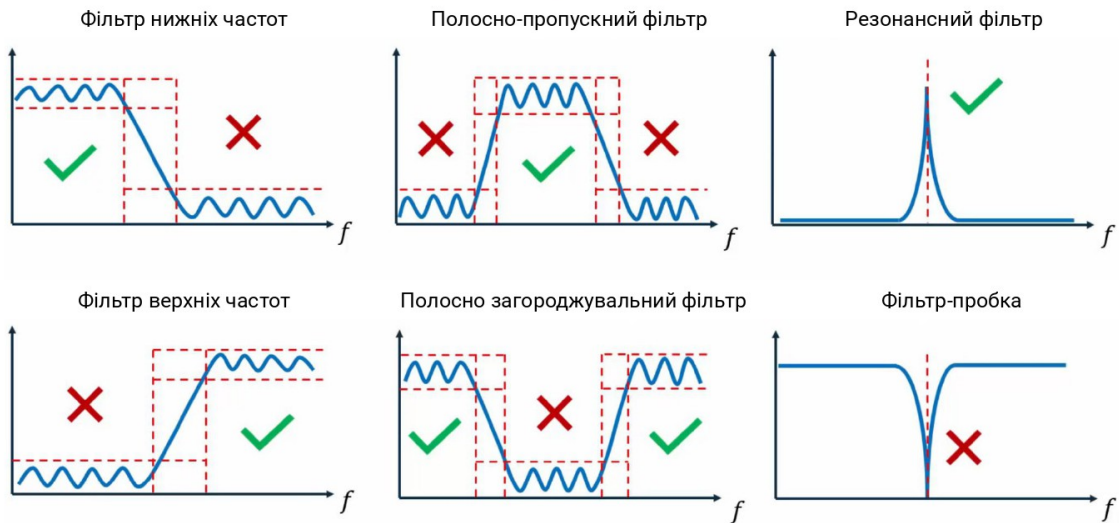 Фільтр нижніх частот
Полосно-пропускний фільтр
Резонансний фільтр
f
f
f
Фільтр верхніх частот
Полосно загороджувальний фільтр
Фільтр-пробка
f
f
f